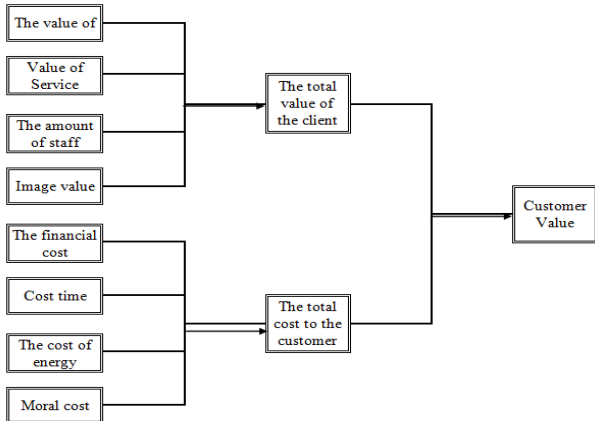 The value of
Value of
Service
The amount
of staff
Image value
The financial
cost
Cost time
The cost of
energy
Moral cost
The total
value of
the client
The total
cost to the
customer
Customer
Value